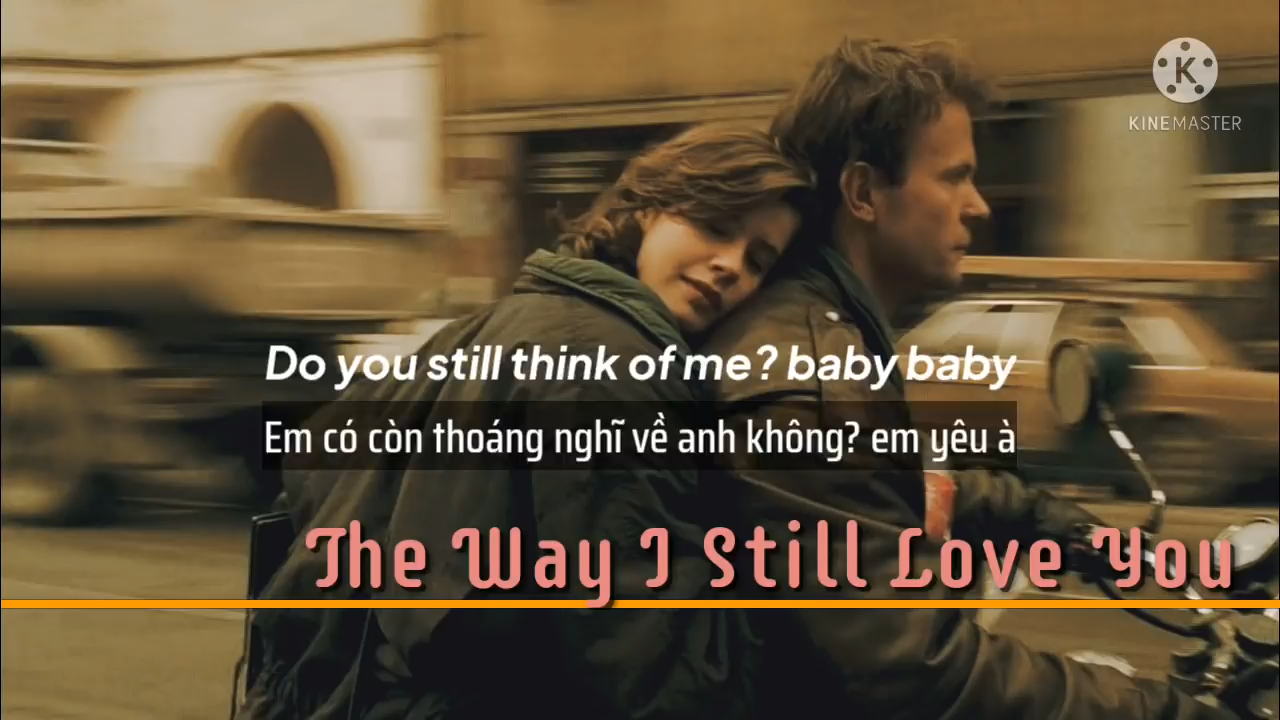 KINEMASTER
Do you still think of me? baby baby
Em có còn thoáng nghĩ về anh không? em yêu à
The Way I Still Love You